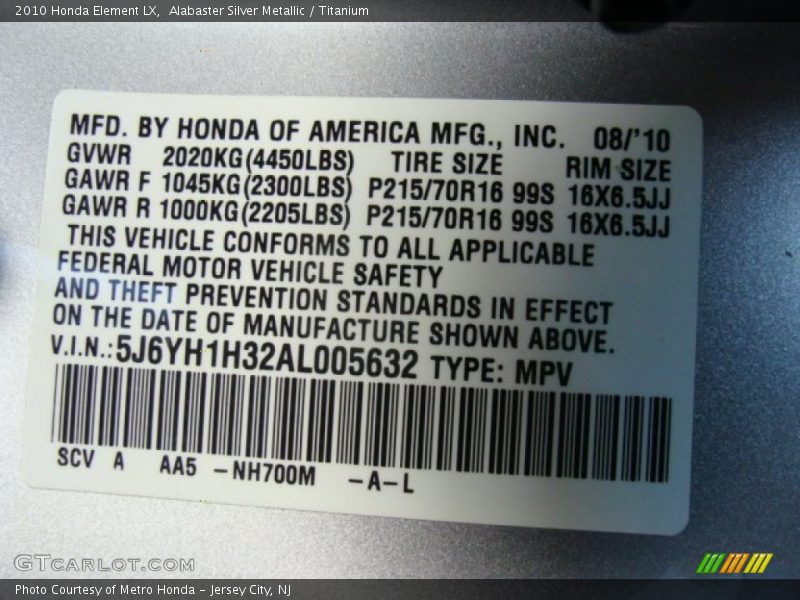 2010 Honda Element LX,  Alabaster Silver Metallic / Titanium
MFD. BY HONDA OF AMERICA MFG., INC. 08/'10
GVWR 2020KG(4450LBS) TIRE SIZE RIM SIZE
GAWR F 1045KG(2300LBS) P215/70R16 99S 16X6.5JJ
GAWR R 1000KG(2205LBS) P215/70R16 99S 16X6.5JJ
THIS VEHICLE CONFORMS TO ALL APPLICABLE
FEDERAL MOTOR VEHICLE SAFETY
AND THEFT PREVENTION STANDARDS IN EFFECT
ON THE DATE OF MANUFACTURE SHOWN ABOVE.
V.I.N.:5J6YH1H32AL005632 TYPE: MPV
SCV A AA5 -NH700M -A-L
GTCARLOT.COM
Photo Courtesy of Metro Honda - Jersey City, NJ